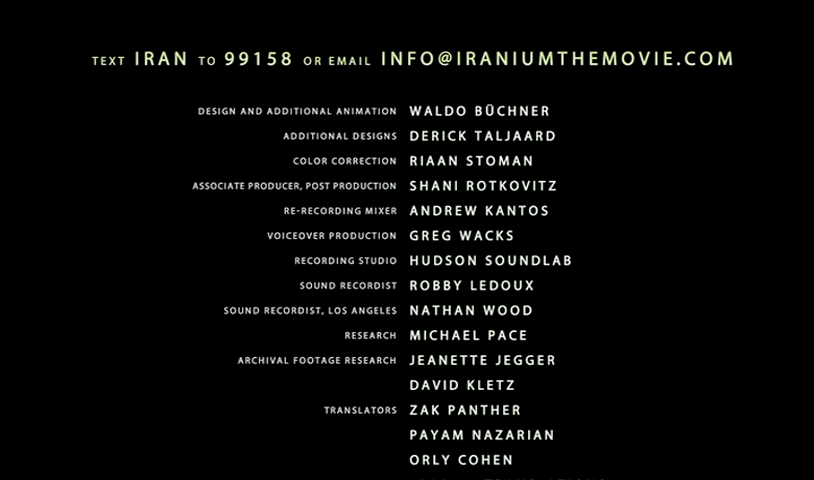 TEXT IRAN TO 99158 OR EMAIL INFO@IRANIUMTHEMOVIE.COM
DESIGN AND ADDITIONAL ANIMATION WALDO BÜCHNER
ADDITIONAL DESIGNS DERICK TALJAARD
COLOR CORRECTION RIAAN STOMAN
ASSOCIATE PRODUCER, POST PRODUCTION SHANI ROTKOVITZ
RE-RECORDING MIXER ANDREW KANTOS
VOICEOVER PRODUCTION GREG WACKS
RECORDING STUDIO HUDSON SOUNDLAB
SOUND RECORDIST ROBBY LEDOUX
SOUND RECORDIST, LOS ANGELES NATHAN WOOD
RESEARCH MICHAEL PACE
ARCHIVAL FOOTAGE RESEARCH JEANETTE JEGGER
DAVID KLETZ
TRANSLATORS ZAK PANTHER
PAYAM NAZARIAN
ORLY COHEN